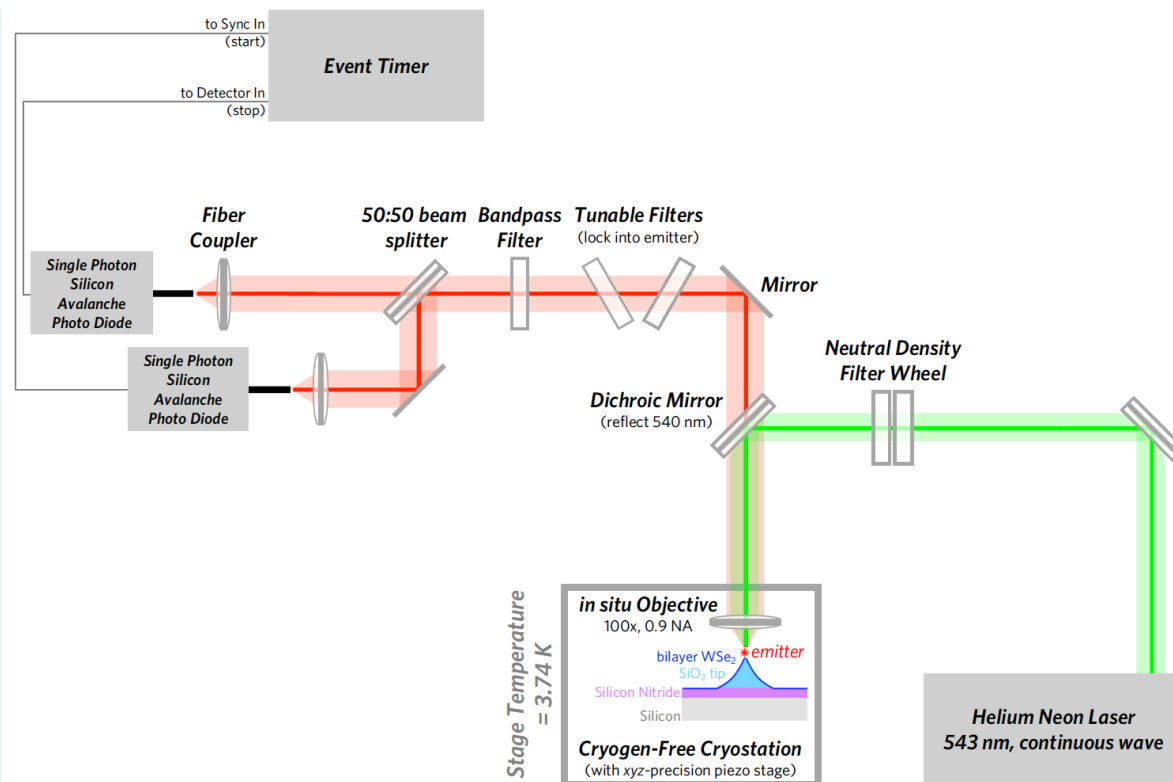 to Sync In
(start)
Event Timer
to Detector In
(stop)
Fiber
Coupler
50:50 beam
splitter
Bandpass
Filter
Tunable Filters
(lock into emitter)
Single Photon
Silicon
Avalanche
Photo Diode
Mirror
Single Photon
Silicon
Avalanche
Photo Diode
Neutral Density
Filter Wheel
Dichroic Mirror
(reflect 540 nm)
Stage Temperature
= 3.74 K
in situ Objective
100x, 0.9 NA
emitter
bilayer WSe₂
SiO₂ tip
Silicon Nitride
Silicon
Cryogen-Free Cryostation
(with xyz-precision piezo stage)
Helium Neon Laser
543 nm, continuous wave